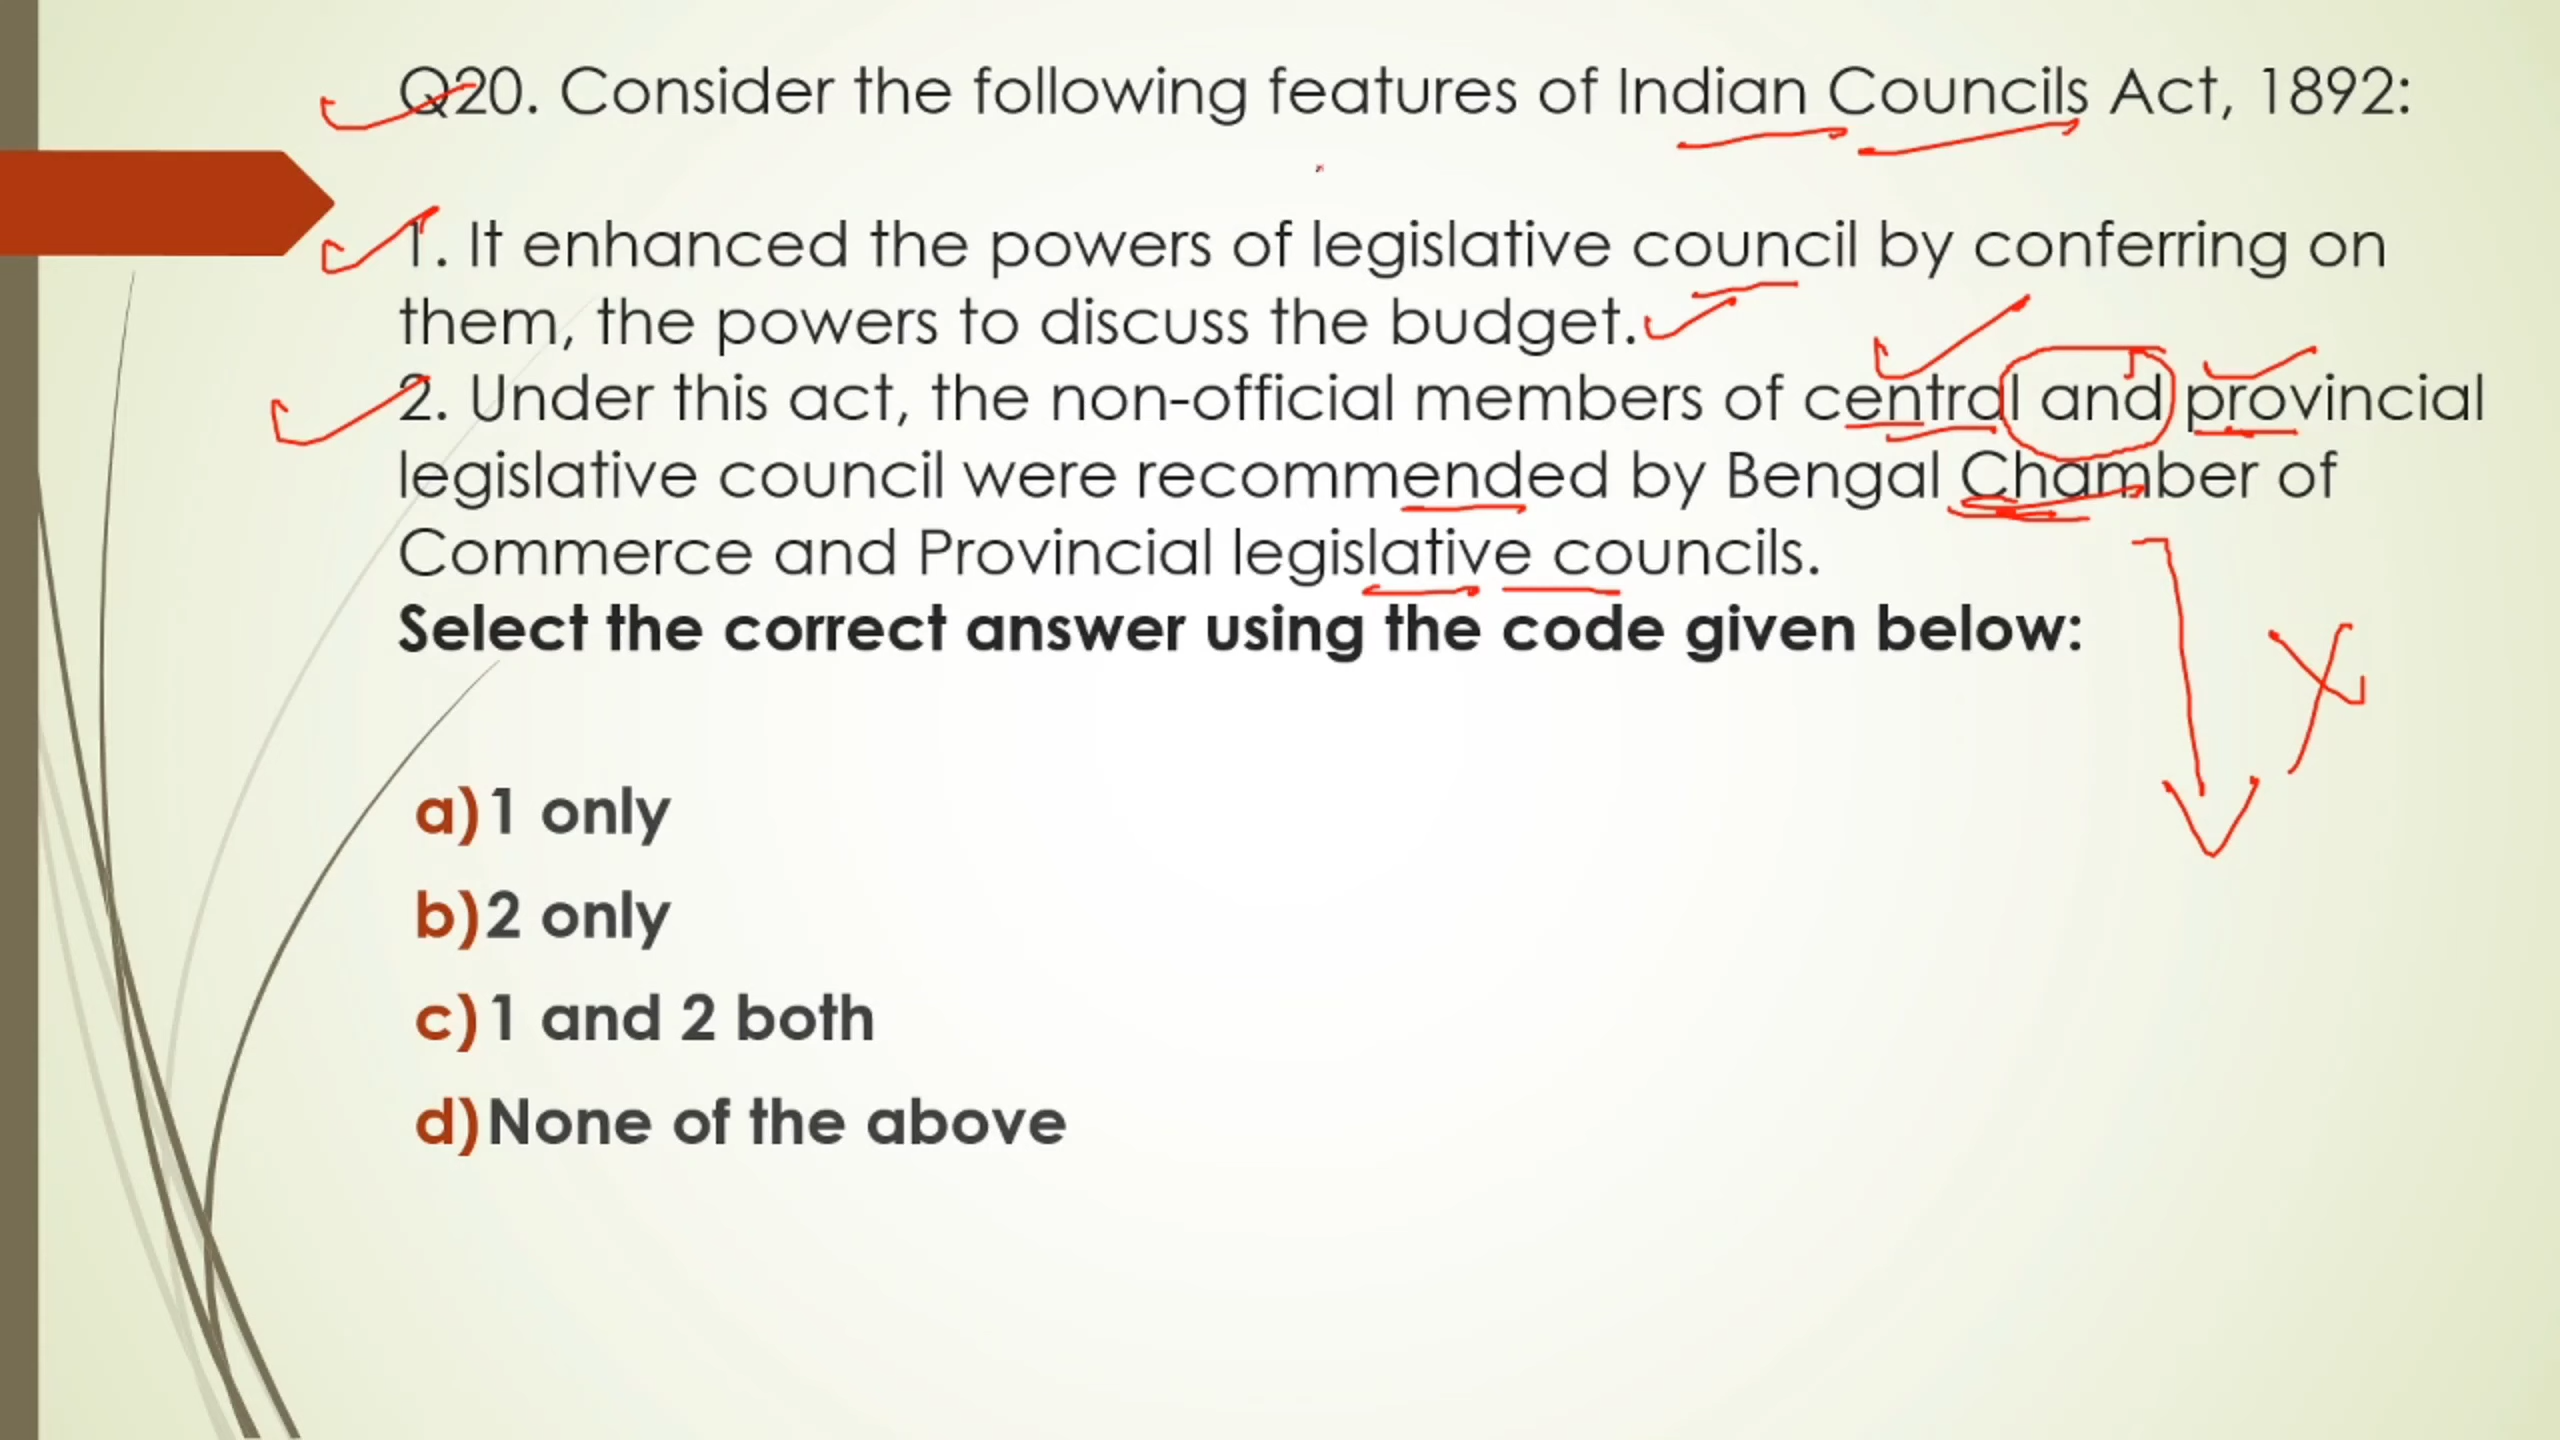 Q20. Consider the following features of Indian Councils Act, 1892:
1. It enhanced the powers of legislative council by conferring on
them, the powers to discuss the budget.
2. Under this act, the non-official members of central and provincial
legislative council were recommended by Bengal Chamber of
Commerce and Provincial legislative councils.
Select the correct answer using the code given below:
a) 1 only
b) 2 only
c) 1 and 2 both
d) None of the above